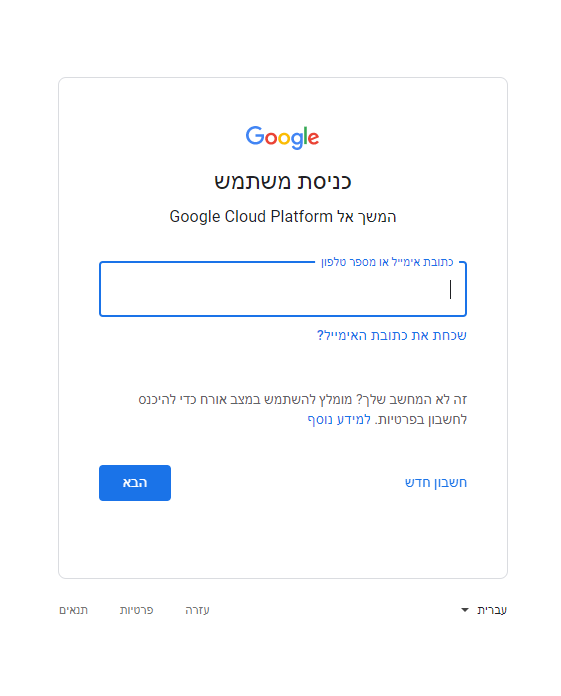 Google
כניסת משתמש
המשך אל Google Cloud Platform
כתובת אימייל או מספר טלפון
שכחת את כתובת האימייל?
זה לא המחשב שלך? מומלץ להשתמש במצב אורח כדי להיכנס
לחשבון בפרטיות. למידע נוסף
חשבון חדש
הבא
עברית
עזרה
פרטיות
תנאים